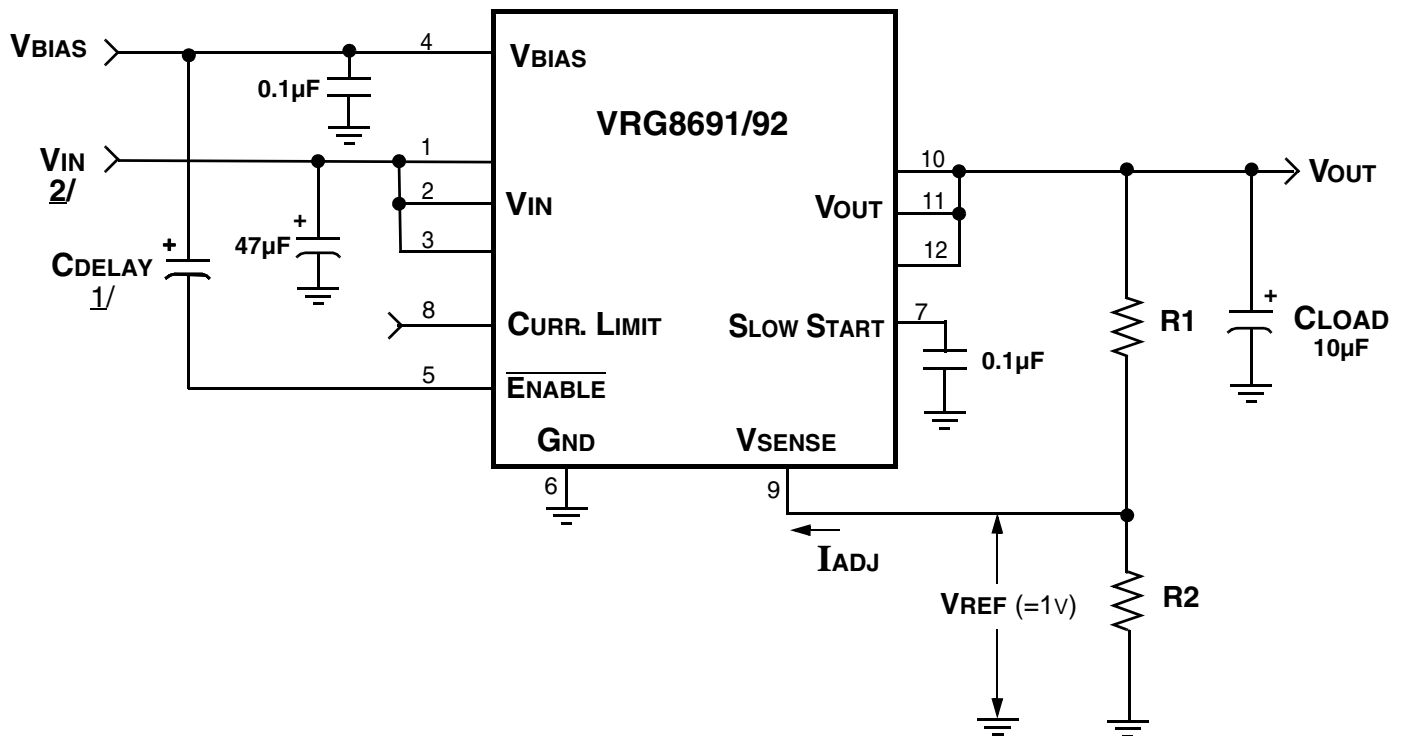 VBIAS
4
VBIAS
0.1µF
VRG8691/92
VIN
2/
1
2
3
VIN
47µF
+
CDELAY
1/
+
8
CURR. LIMIT
5
ENABLE
GND
6
VSENSE
9
VOUT
10
11
12
VOUT
SLOW START
7
0.1µF
R1
+
CLOAD
10µF
IADJ
VREF (=1V)
R2